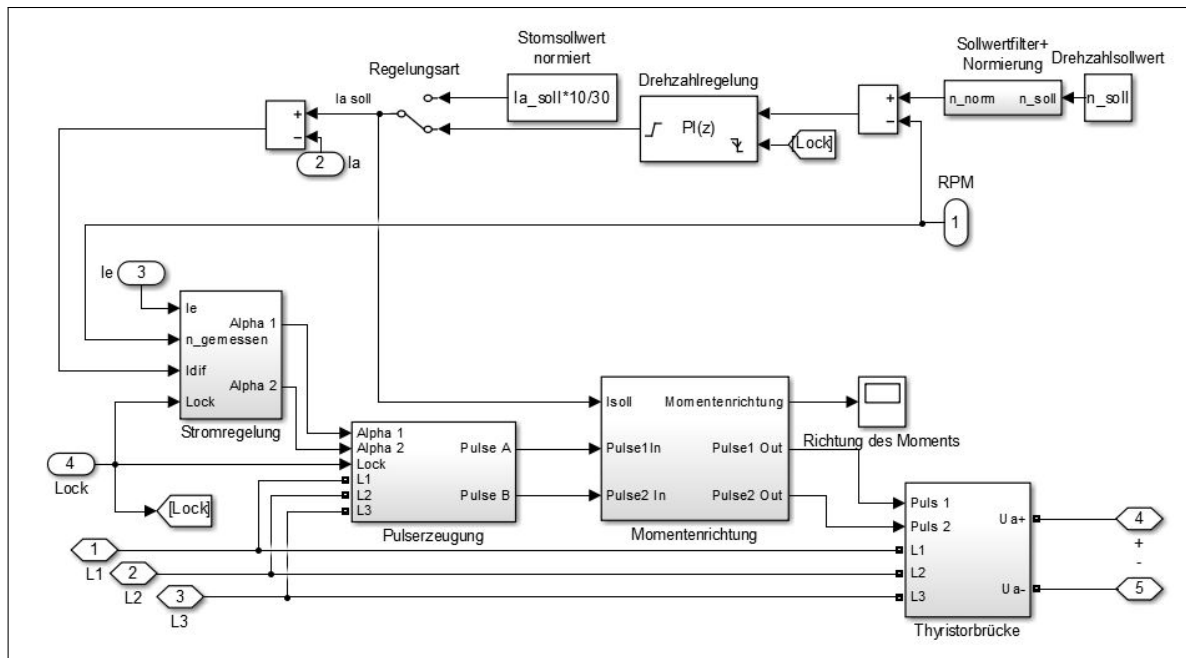 Stomsollwert
normiert
Ia_soll*10/30
Regelungsart
Drehzahlregelung
PI(z)
[Lock]
Sollwertfilter+
Normierung
n_norm n_soll
Drehzahlsollwert
n_soll
Ia soll
+
−
2
Ia
+
−
RPM
1
Ie
3
Ie
n_gemessen
Idif
Lock
Alpha 1
Alpha 2
Stromregelung
4
Lock
[Lock]
Alpha 1
Alpha 2
Lock
L1
L2
L3
Pulse A
Pulse B
Pulserzeugung
Isoll
Pulse1In
Pulse2 In
Momentenrichtung
Pulse1 Out
Pulse2 Out
Momentenrichtung
Richtung des Moments
Puls 1
Puls 2
L1
L2
L3
Ua+
Ua-
Thyristorbrücke
1
L1
2
L2
3
L3
4
+
-
5